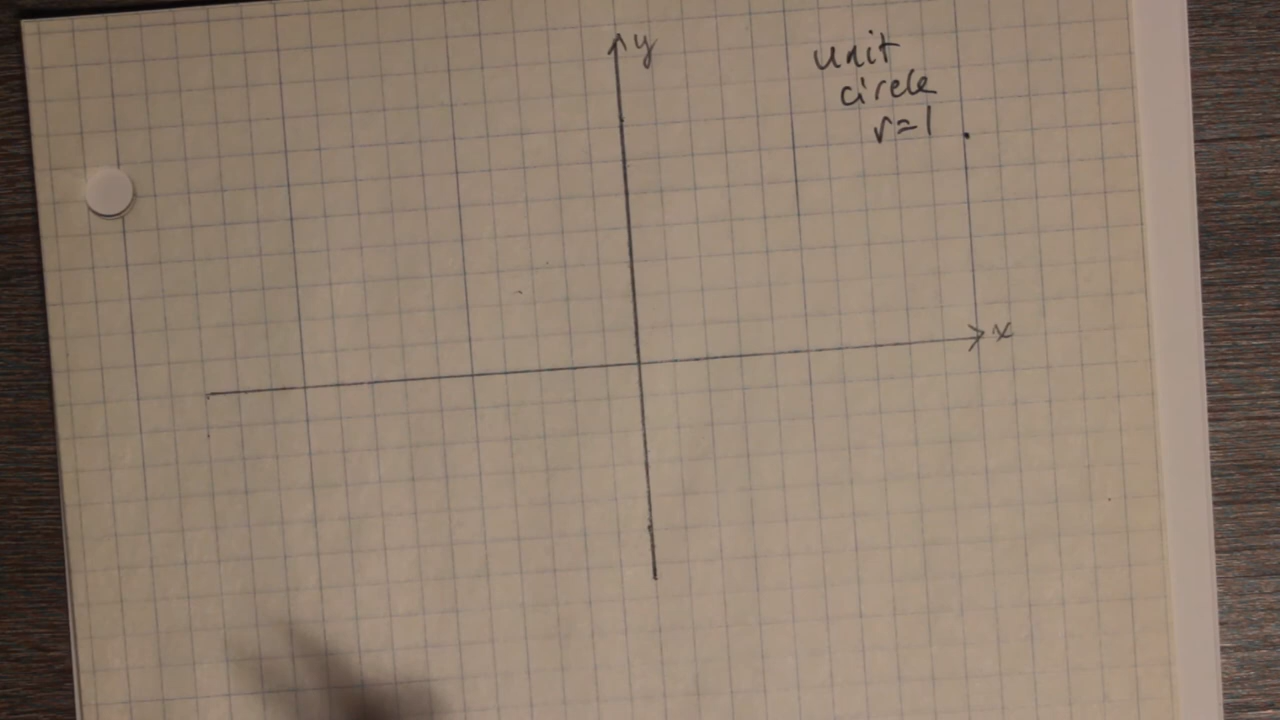 y
unit
circle
r=1
x